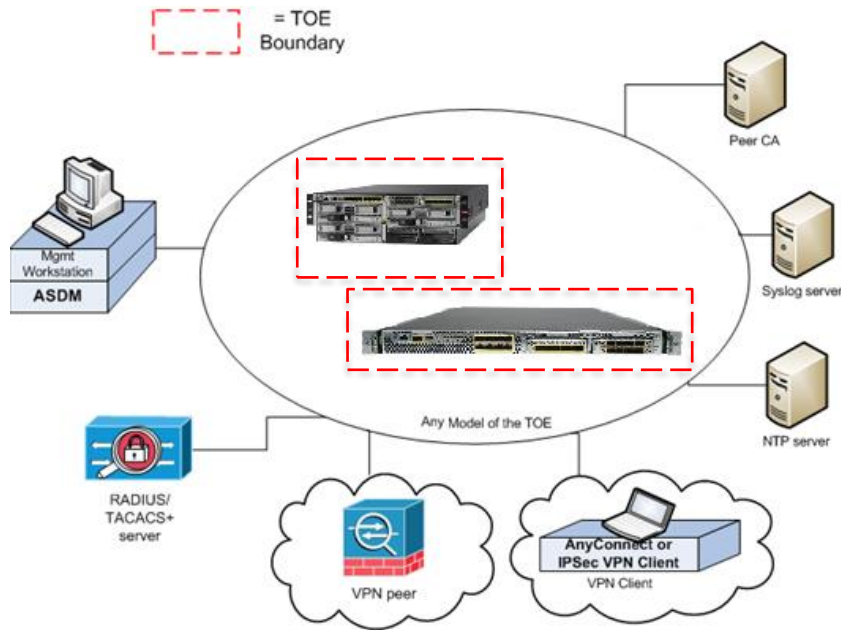 = TOE
Boundary
Peer CA
Mgmt
Workstation
ASDM
Syslog server
Any Model of the TOE
NTP server
RADIUS/
TACACS+
server
VPN peer
AnyConnect or
IPSec VPN Client
VPN Client